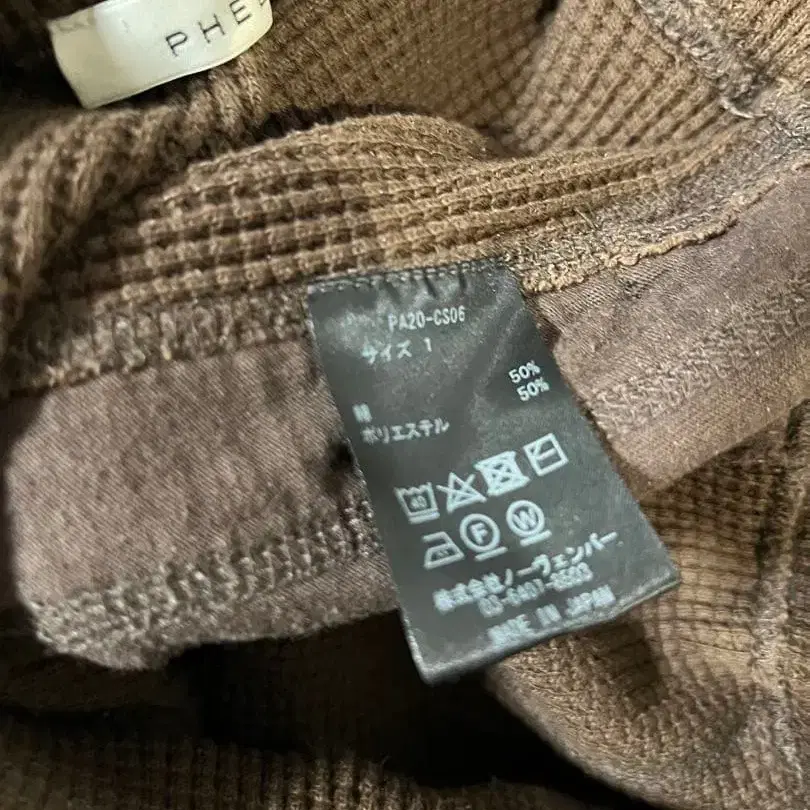 PHE
PA20-CS06
サイズ 1
綿 50%
ポリエステル 50%
40
F W
株式会社ノーヴェンバー
MADE IN JAPAN